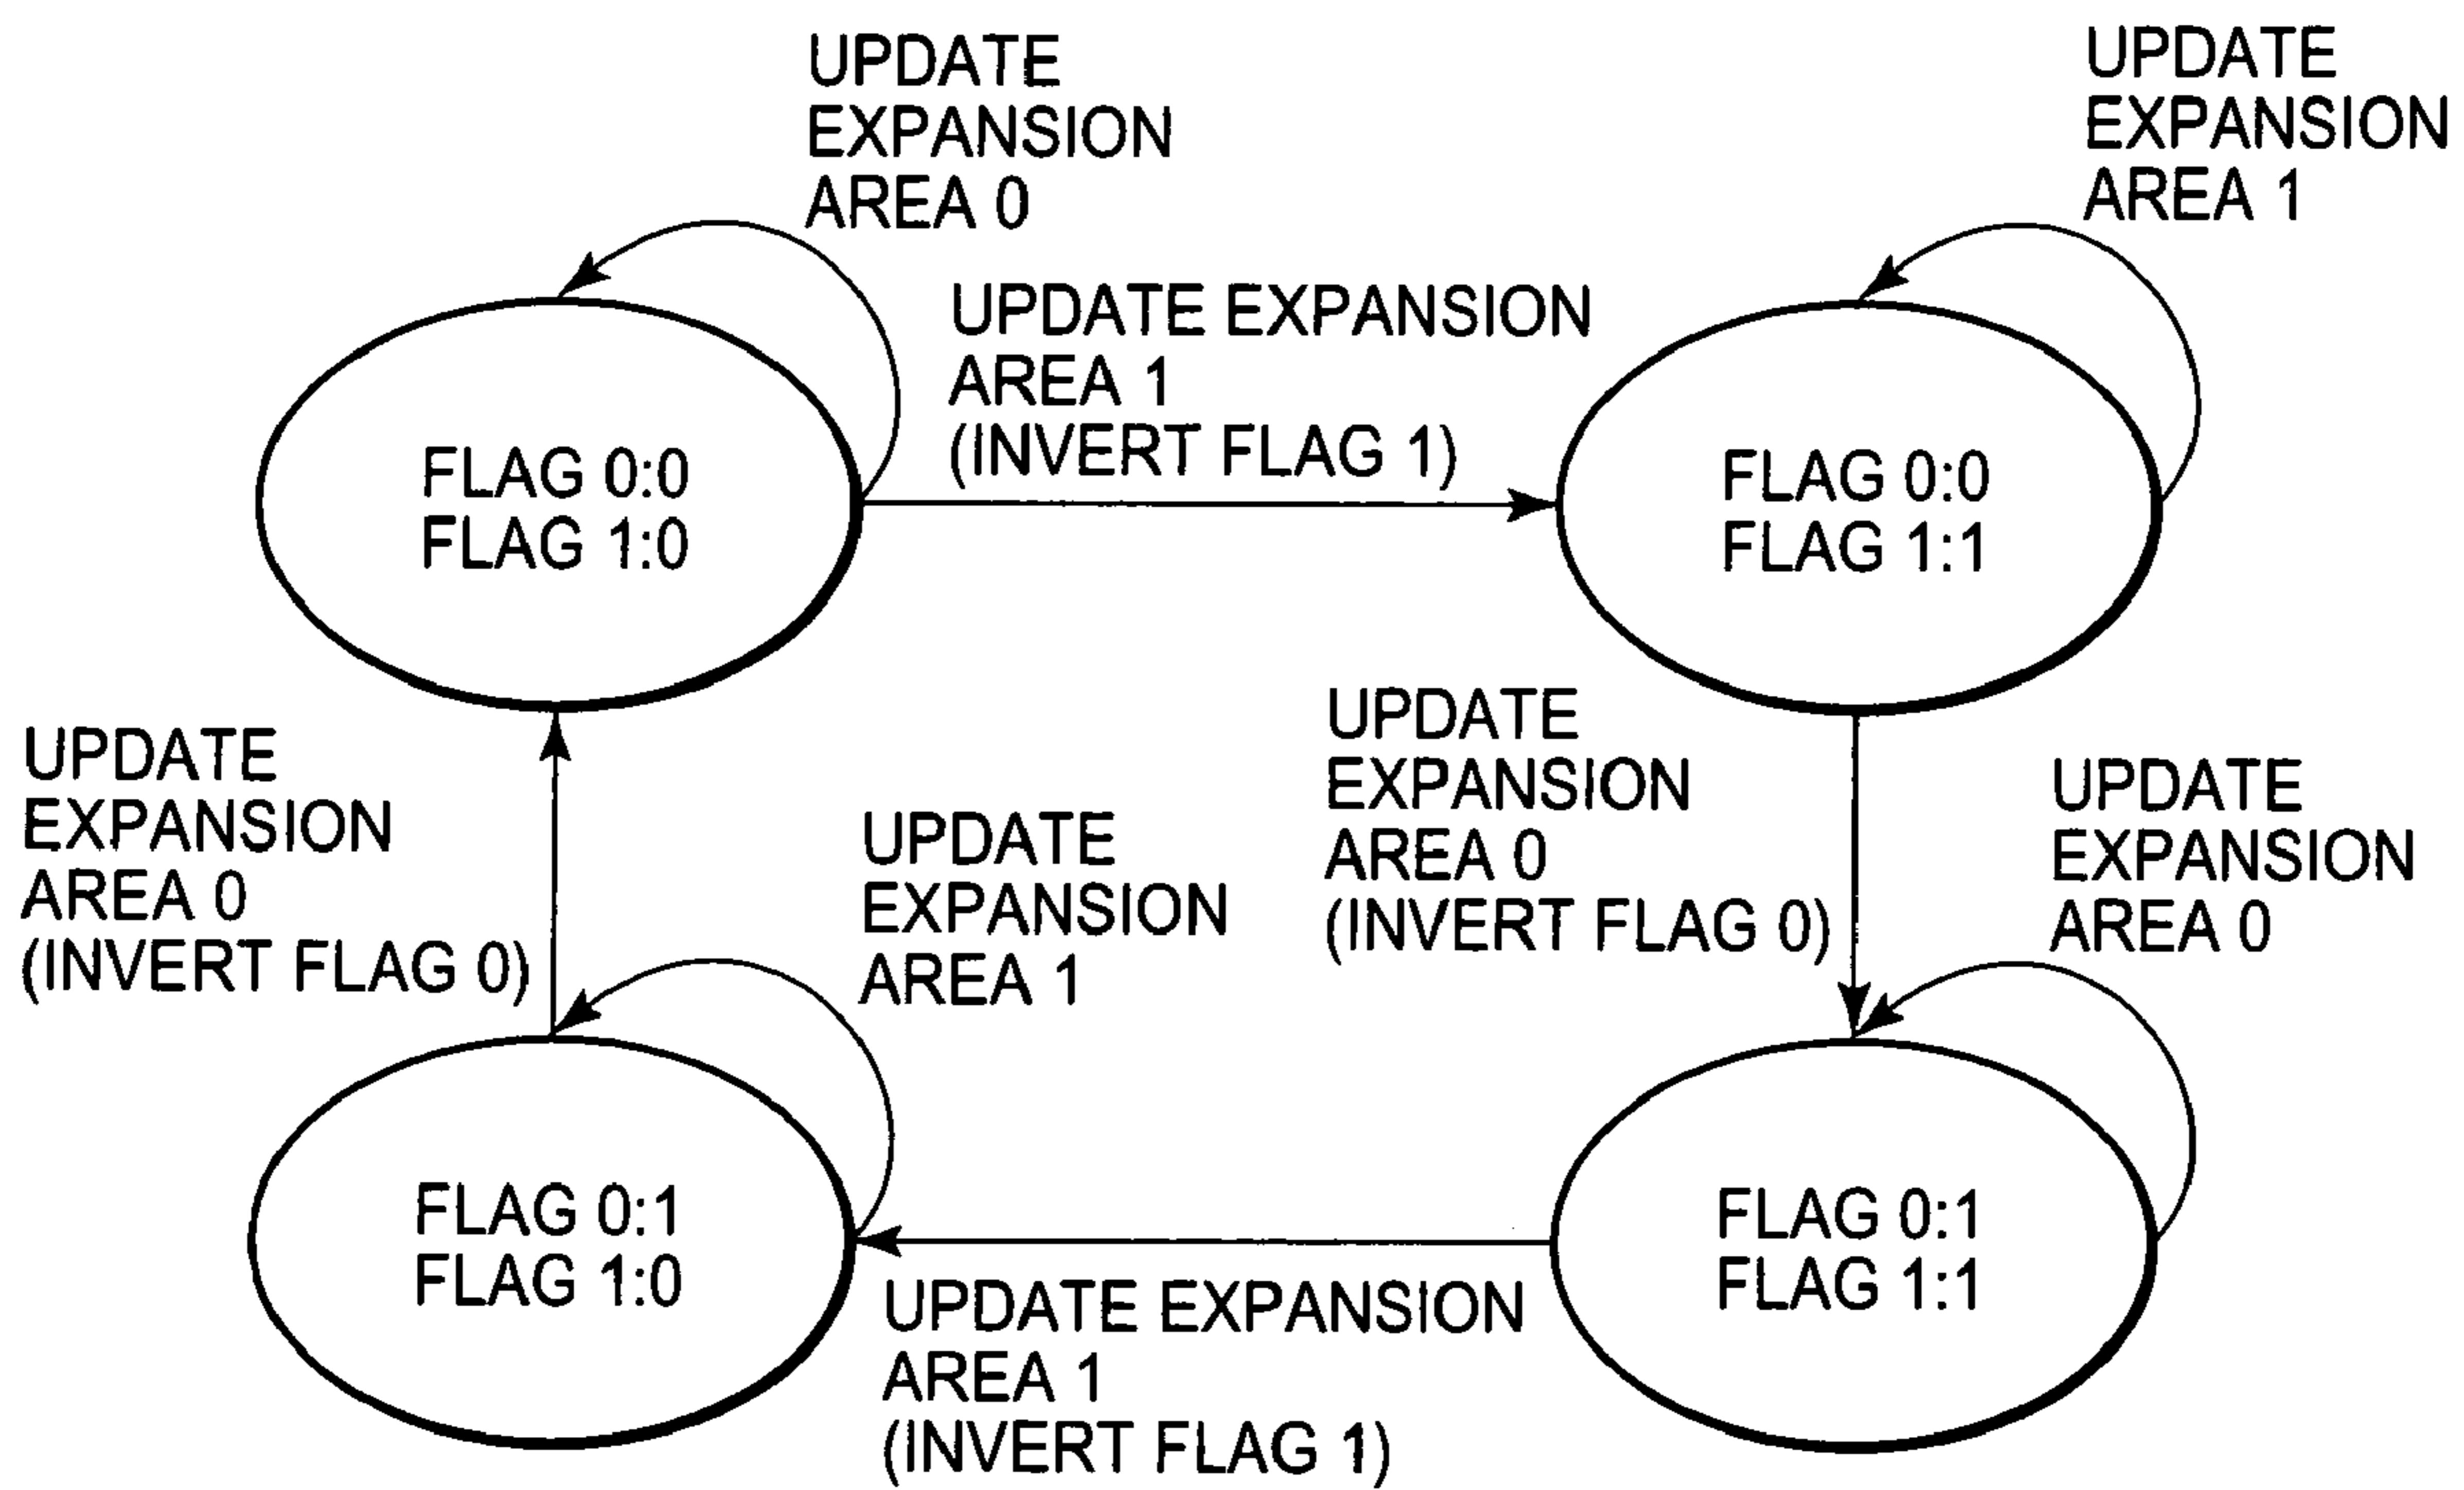 UPDATE
EXPANSION
AREA 0
UPDATE
EXPANSION
AREA 1
UPDATE EXPANSION
AREA 1
(INVERT FLAG 1)
FLAG 0:0
FLAG 1:0
FLAG 0:0
FLAG 1:1
UPDATE
EXPANSION
AREA 0
(INVERT FLAG 0)
UPDATE
EXPANSION
AREA 1
UPDATE
EXPANSION
AREA 0
(INVERT FLAG 0)
UPDATE
EXPANSION
AREA 0
FLAG 0:1
FLAG 1:0
FLAG 0:1
FLAG 1:1
UPDATE EXPANSION
AREA 1
(INVERT FLAG 1)